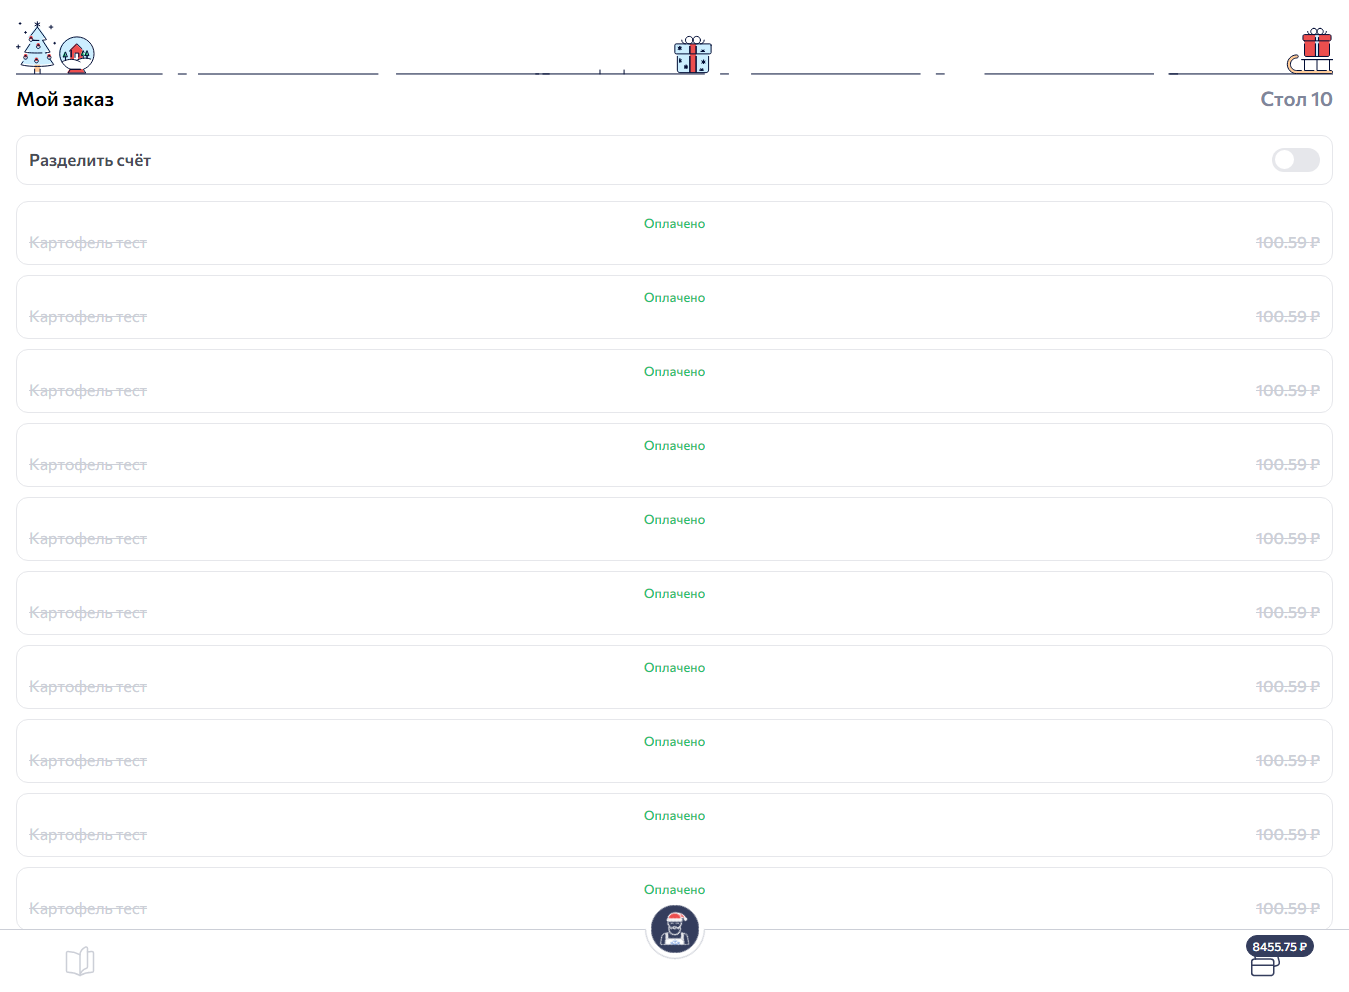 Мой заказ
Стол 10
Разделить счёт
Оплачено
Картофель тест
100.59 ₽
Оплачено
Картофель тест
100.59 ₽
Оплачено
Картофель тест
100.59 ₽
Оплачено
Картофель тест
100.59 ₽
Оплачено
Картофель тест
100.59 ₽
Оплачено
Картофель тест
100.59 ₽
Оплачено
Картофель тест
100.59 ₽
Оплачено
Картофель тест
100.59 ₽
Оплачено
Картофель тест
100.59 ₽
Оплачено
Картофель тест
100.59 ₽
8455.75 ₽